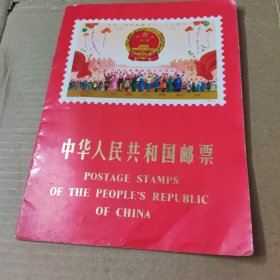 中华人民共和国邮票
POSTAGE STAMPS
OF THE PEOPLE'S REPUBLIC
OF CHINA